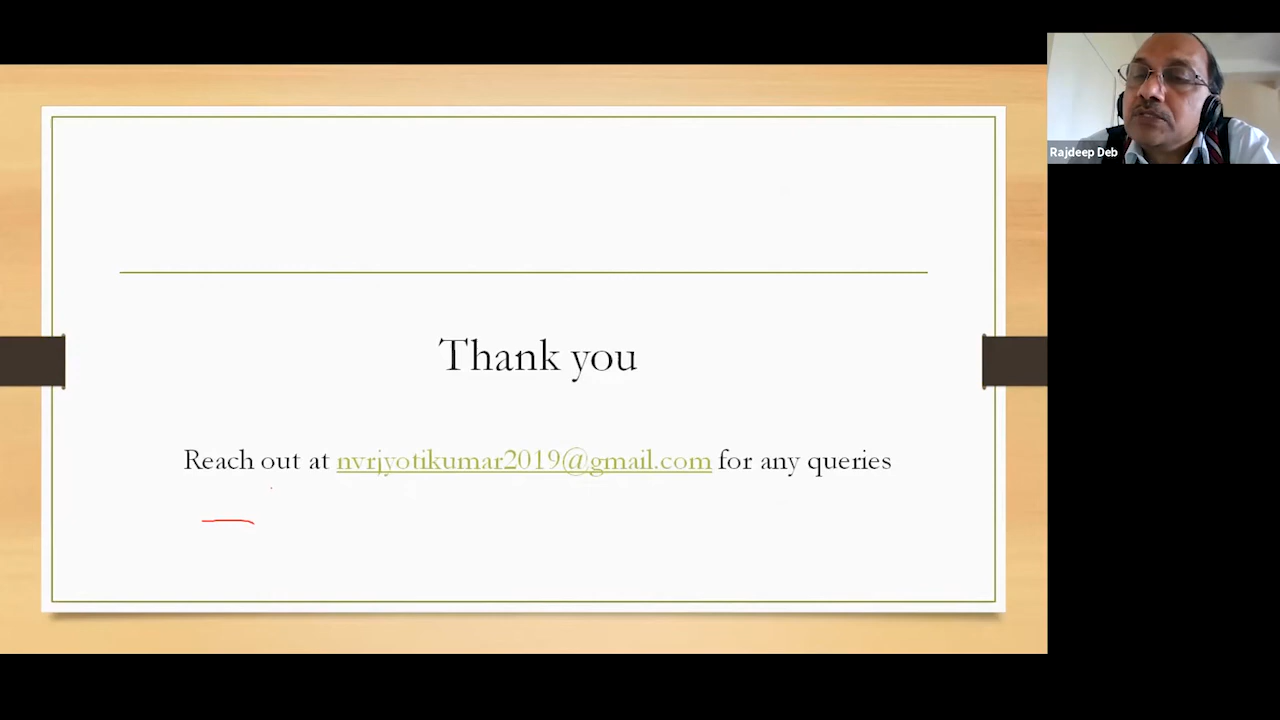 Rajdeep Deb
Thank you
Reach out at nvrjyotikumar2019@gmail.com for any queries